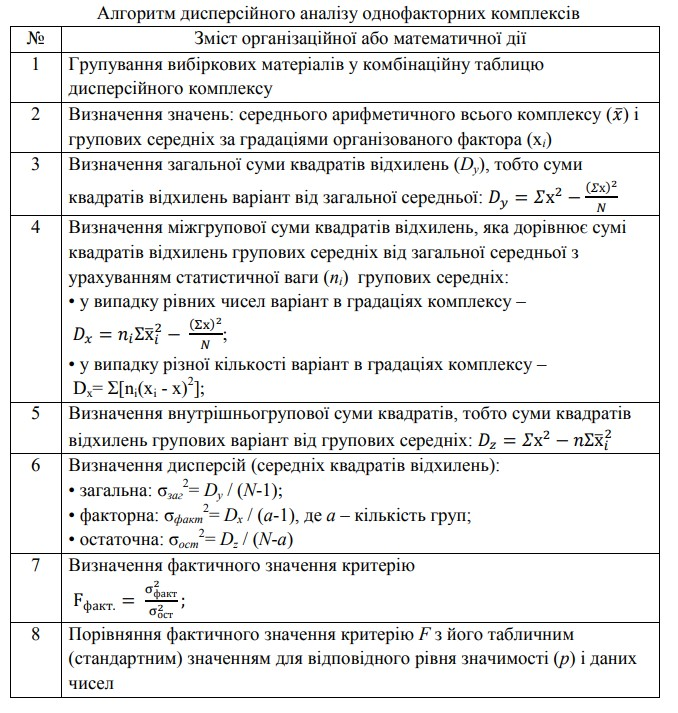 Алгоритм дисперсійного аналізу однофакторних комплексів
№ Зміст організаційної або математичної дії
1 Групування вибіркових матеріалів у комбінаційну таблицю
дисперсійного комплексу
2 Визначення значень: середнього арифметичного всього комплексу (x̄) і
групових середніх за градаціями організованого фактора (xᵢ)
3 Визначення загальної суми квадратів відхилень (Dᵧ), тобто суми
квадратів відхилень варіант від загальної середньої: Dᵧ = Σx² − (Σx)²/N
4 Визначення міжгрупової суми квадратів відхилень, яка дорівнює сумі
квадратів відхилень групових середніх від загальної середньої з
урахуванням статистичної ваги (nᵢ) групових середніх:
• у випадку рівних чисел варіант в градаціях комплексу –
Dₓ = nᵢΣx̄ᵢ² − (Σx)²/N;
• у випадку різної кількості варіант в градаціях комплексу –
Dₓ= Σ[nᵢ(xᵢ - x)²];
5 Визначення внутрішньогрупової суми квадратів, тобто суми квадратів
відхилень групових варіант від групових середніх: D_z = Σx² − nΣx̄ᵢ²
6 Визначення дисперсій (середніх квадратів відхилень):
• загальна: σ_заг²= Dᵧ / (N-1);
• факторна: σ_факт²= Dₓ / (a-1), де a – кількість груп;
• остаточна: σ_ост²= D_z / (N-a)
7 Визначення фактичного значення критерію
F_факт. = σ²_факт/σ²_ост;
8 Порівняння фактичного значення критерію F з його табличним
(стандартним) значенням для відповідного рівня значимості (p) і даних
чисел